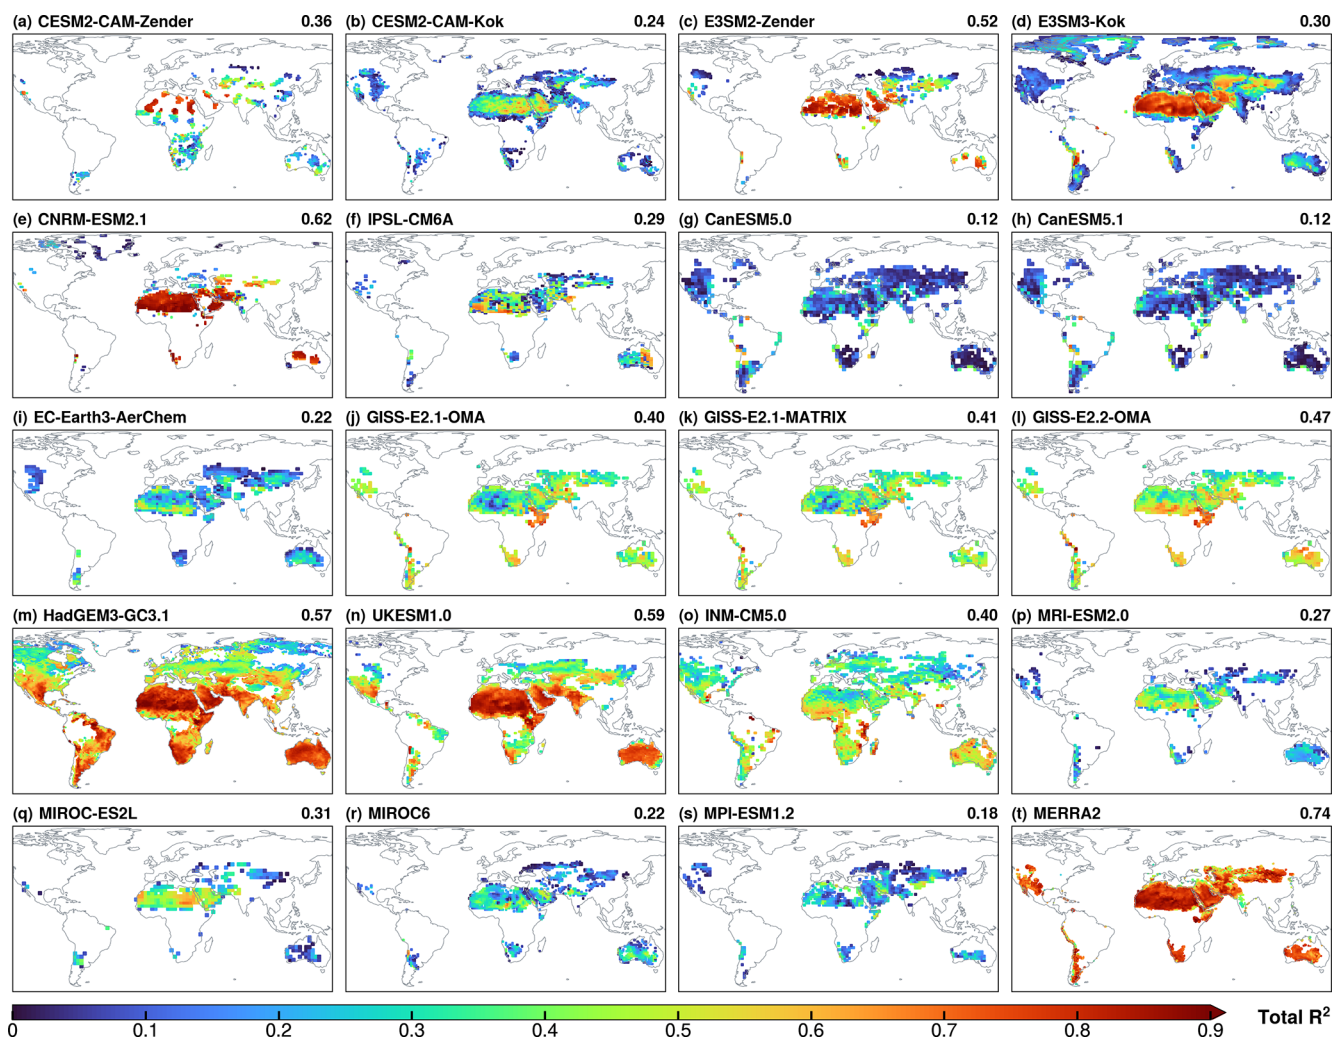 (a) CESM2-CAM-Zender 0.36
(b) CESM2-CAM-Kok 0.24
(c) E3SM2-Zender 0.52
(d) E3SM3-Kok 0.30
(e) CNRM-ESM2.1 0.62
(f) IPSL-CM6A 0.29
(g) CanESM5.0 0.12
(h) CanESM5.1 0.12
(i) EC-Earth3-AerChem 0.22
(j) GISS-E2.1-OMA 0.40
(k) GISS-E2.1-MATRIX 0.41
(l) GISS-E2.2-OMA 0.47
(m) HadGEM3-GC3.1 0.57
(n) UKESM1.0 0.59
(o) INM-CM5.0 0.40
(p) MRI-ESM2.0 0.27
(q) MIROC-ES2L 0.31
(r) MIROC6 0.22
(s) MPI-ESM1.2 0.18
(t) MERRA2 0.74
0 0.1 0.2 0.3 0.4 0.5 0.6 0.7 0.8 0.9 Total R²